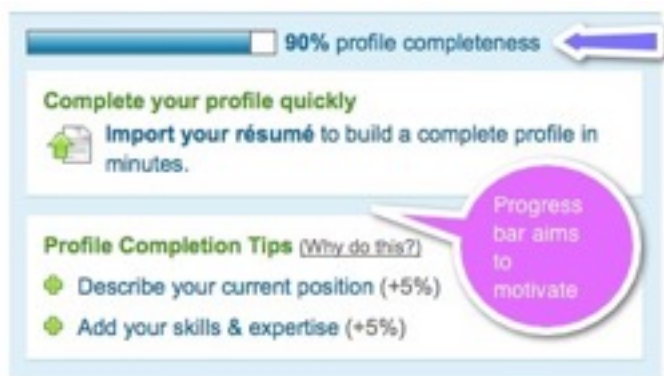 90% profile completeness
Complete your profile quickly
Import your résumé to build a complete profile in
minutes.
Progress
bar aims
to
motivate
Profile Completion Tips (Why do this?)
Describe your current position (+5%)
Add your skills & expertise (+5%)